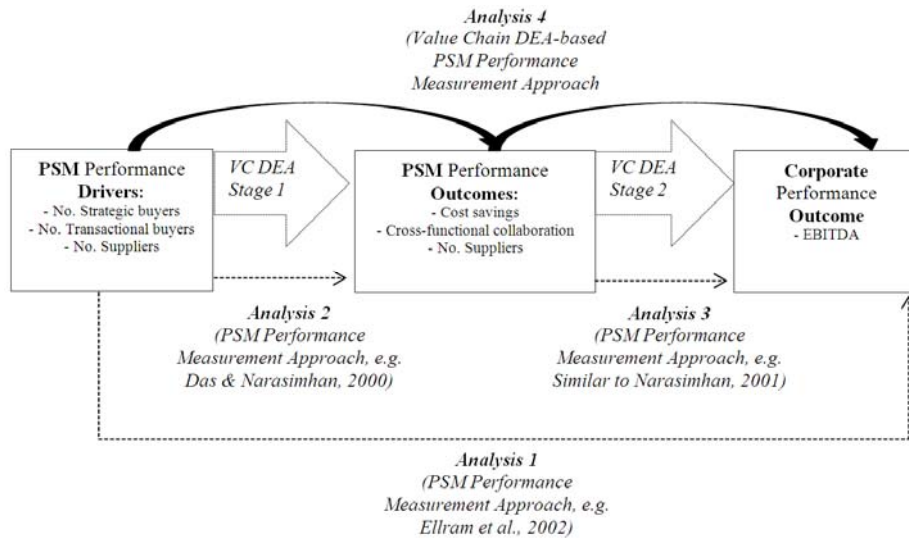 Analysis 4
(Value Chain DEA-based
PSM Performance
Measurement Approach
PSM Performance
Drivers:
- No. Strategic buyers
- No. Transactional buyers
- No. Suppliers
VC DEA
Stage 1
PSM Performance
Outcomes:
- Cost savings
- Cross-functional collaboration
- No. Suppliers
VC DEA
Stage 2
Corporate
Performance
Outcome
- EBITDA
Analysis 2
(PSM Performance
Measurement Approach, e.g.
Das & Narasimhan, 2000)
Analysis 3
(PSM Performance
Measurement Approach, e.g.
Similar to Narasimhan, 2001)
Analysis 1
(PSM Performance
Measurement Approach, e.g.
Ellram et al., 2002)